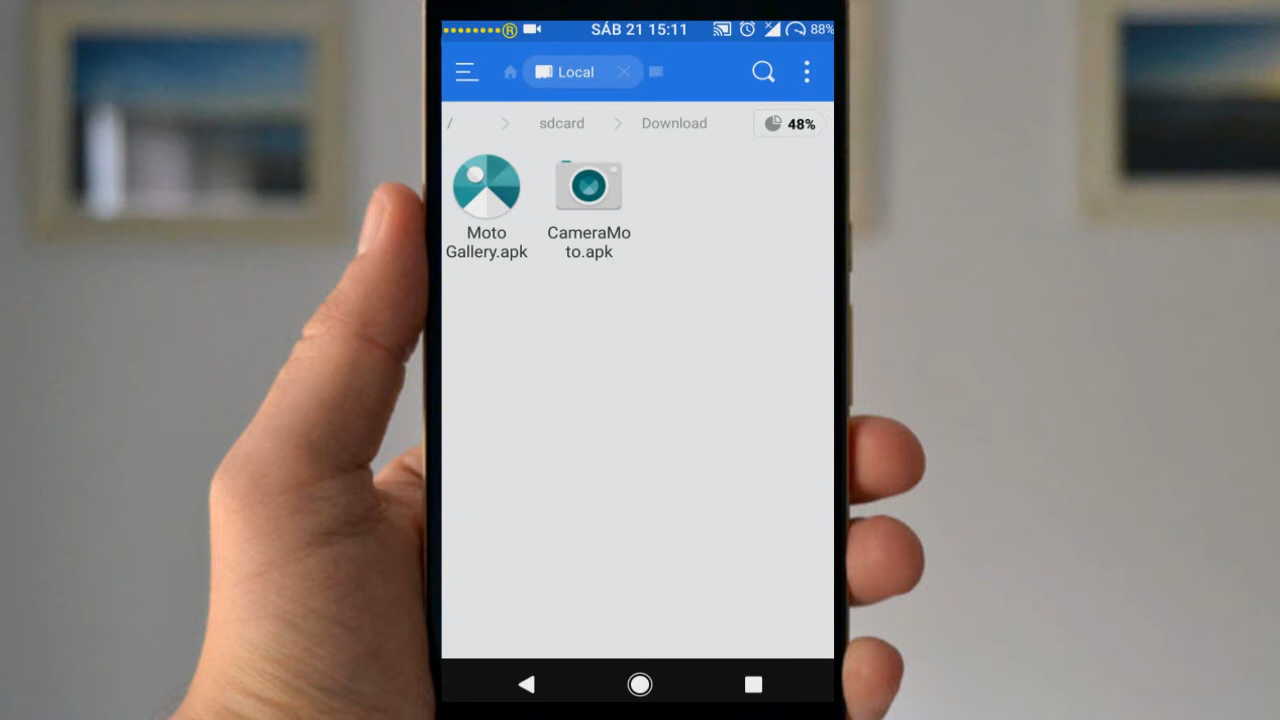 R SÁB 21 15:11 88%
Local
/ sdcard Download 48%
Moto
Gallery.apk
CameraMo
to.apk